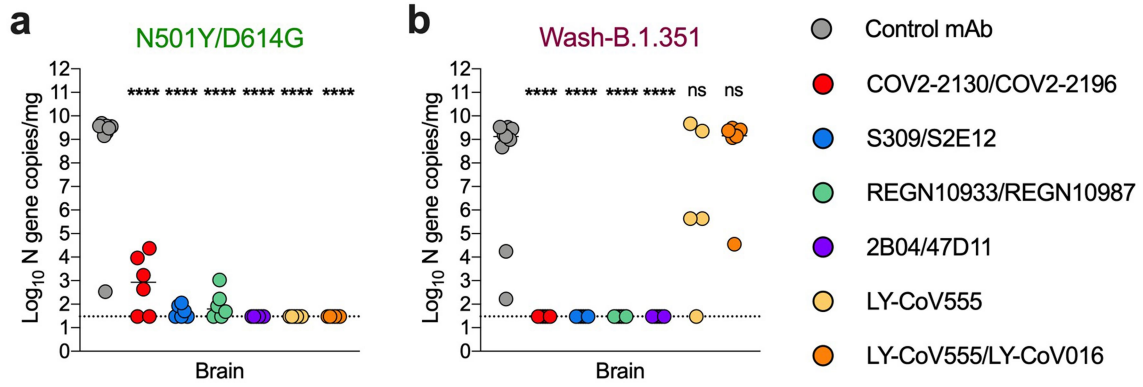 a
N501Y/D614G
Log10 N gene copies/mg
12
11
10
9
8
7
6
5
4
3
2
1
0
**** **** **** **** **** ****
Brain
b
Wash-B.1.351
Log10 N gene copies/mg
12
11
10
9
8
7
6
5
4
3
2
1
0
**** **** **** **** ns ns
Brain
Control mAb
COV2-2130/COV2-2196
S309/S2E12
REGN10933/REGN10987
2B04/47D11
LY-CoV555
LY-CoV555/LY-CoV016